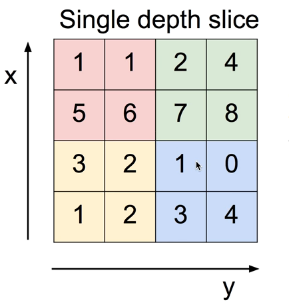 Single depth slice
x
1 1 2 4
5 6 7 8
3 2 1 0
1 2 3 4
y